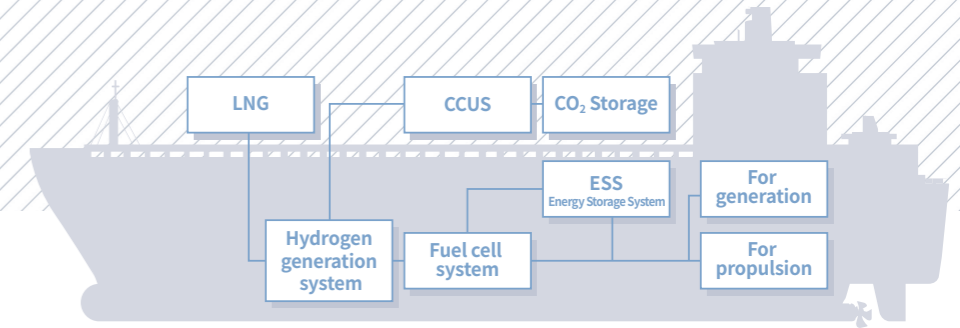 LNG
CCUS
CO₂ Storage
ESS
Energy Storage System
For
generation
Hydrogen
generation
system
Fuel cell
system
For
propulsion